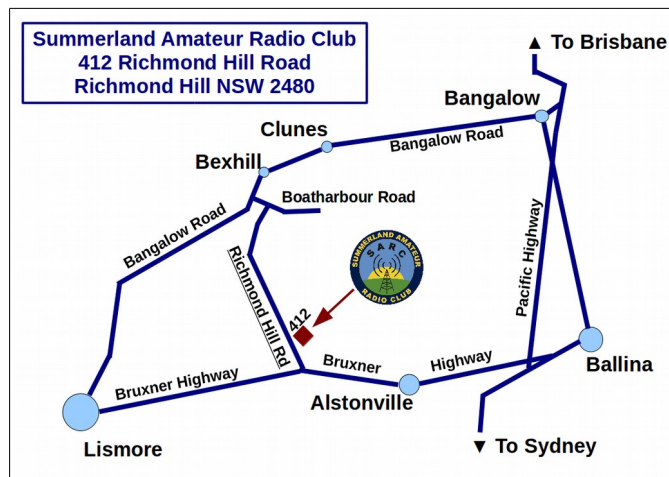 Summerland Amateur Radio Club
412 Richmond Hill Road
Richmond Hill NSW 2480
▲ To Brisbane
Bangalow
Clunes
Bangalow Road
Bexhill
Boatharbour Road
Bangalow Road
SUMMERLAND AMATEUR
SARC
RADIO CLUB
Richmond Hill Rd
412
Pacific Highway
Bruxner
Highway
Bruxner Highway
Ballina
Alstonville
Lismore
▼ To Sydney